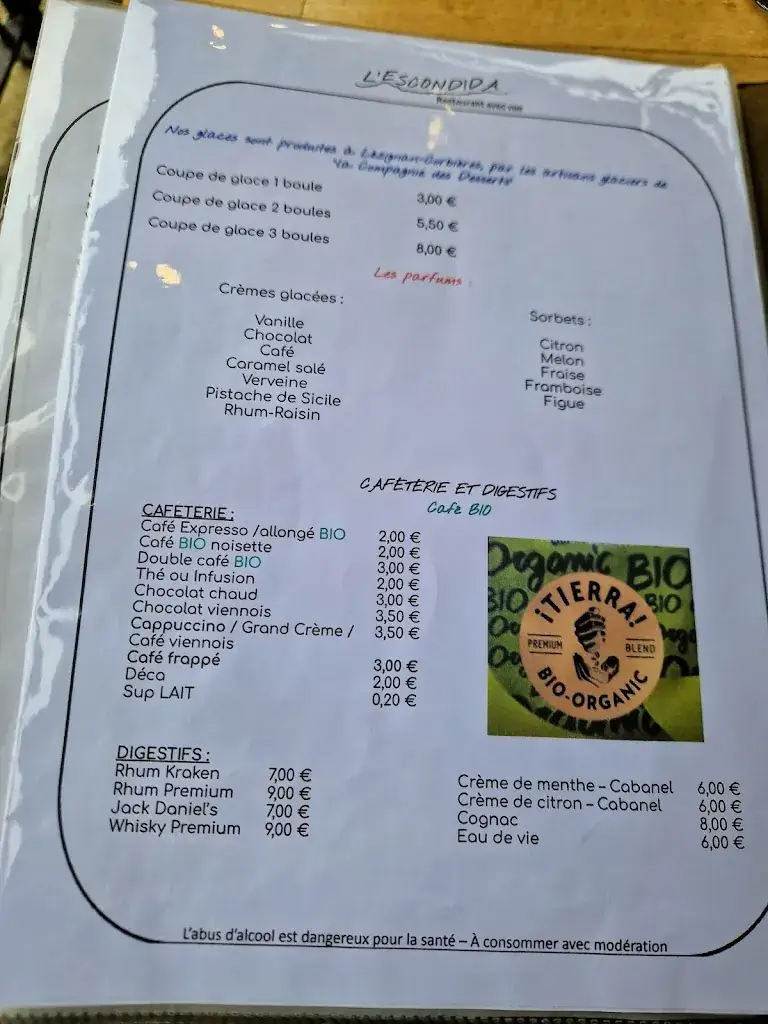 L'ESCONDIDA
Restaurant avec vue
Nos glaces sont produites à Lézignan-Corbières, par les artisans glaciers de
la Compagnie des Desserts
Coupe de glace 1 boule 3,00 €
Coupe de glace 2 boules 5,50 €
Coupe de glace 3 boules 8,00 €
Les parfums :
Crèmes glacées :
Vanille
Chocolat
Café
Caramel salé
Verveine
Pistache de Sicile
Rhum-Raisin
Sorbets :
Citron
Melon
Fraise
Framboise
Figue
CAFÉTÉRIE ET DIGESTIFS
Café BIO
CAFETERIE :
Café Expresso /allongé BIO 2,00 €
Café BIO noisette 2,00 €
Double café BIO 3,00 €
Thé ou Infusion 2,00 €
Chocolat chaud 3,00 €
Chocolat viennois 3,50 €
Cappuccino / Grand Crème / 3,50 €
Café viennois
Café frappé 3,00 €
Déca 2,00 €
Sup LAIT 0,20 €
Organic BIO
BIO
BIO
¡TIERRA!
PREMIUM BLEND
BIO-ORGANIC
DIGESTIFS :
Rhum Kraken 7,00 €
Rhum Premium 9,00 €
Jack Daniel's 7,00 €
Whisky Premium 9,00 €
Crème de menthe – Cabanel 6,00 €
Crème de citron – Cabanel 6,00 €
Cognac 8,00 €
Eau de vie 6,00 €
L'abus d'alcool est dangereux pour la santé – À consommer avec modération